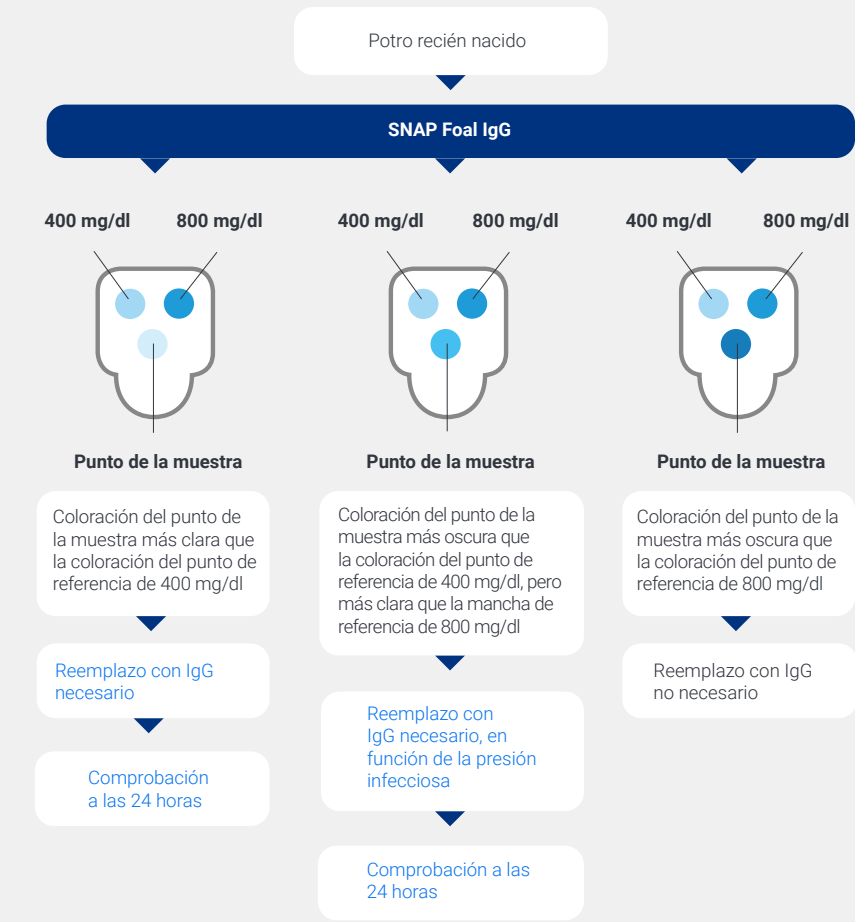 Potro recién nacido
SNAP Foal IgG
400 mg/dl
800 mg/dl
400 mg/dl
800 mg/dl
400 mg/dl
800 mg/dl
Punto de la muestra
Punto de la muestra
Punto de la muestra
Coloración del punto de
la muestra más clara que
la coloración del punto de
referencia de 400 mg/dl
Reemplazo con IgG
necesario
Comprobación
a las 24 horas
Coloración del punto de la
muestra más oscura que
la coloración del punto de
referencia de 400 mg/dl, pero
más clara que la mancha de
referencia de 800 mg/dl
Reemplazo con
IgG necesario, en
función de la presión
infecciosa
Comprobación a las
24 horas
Coloración del punto de la
muestra más oscura que
la coloración del punto de
referencia de 800 mg/dl
Reemplazo con IgG
no necesario